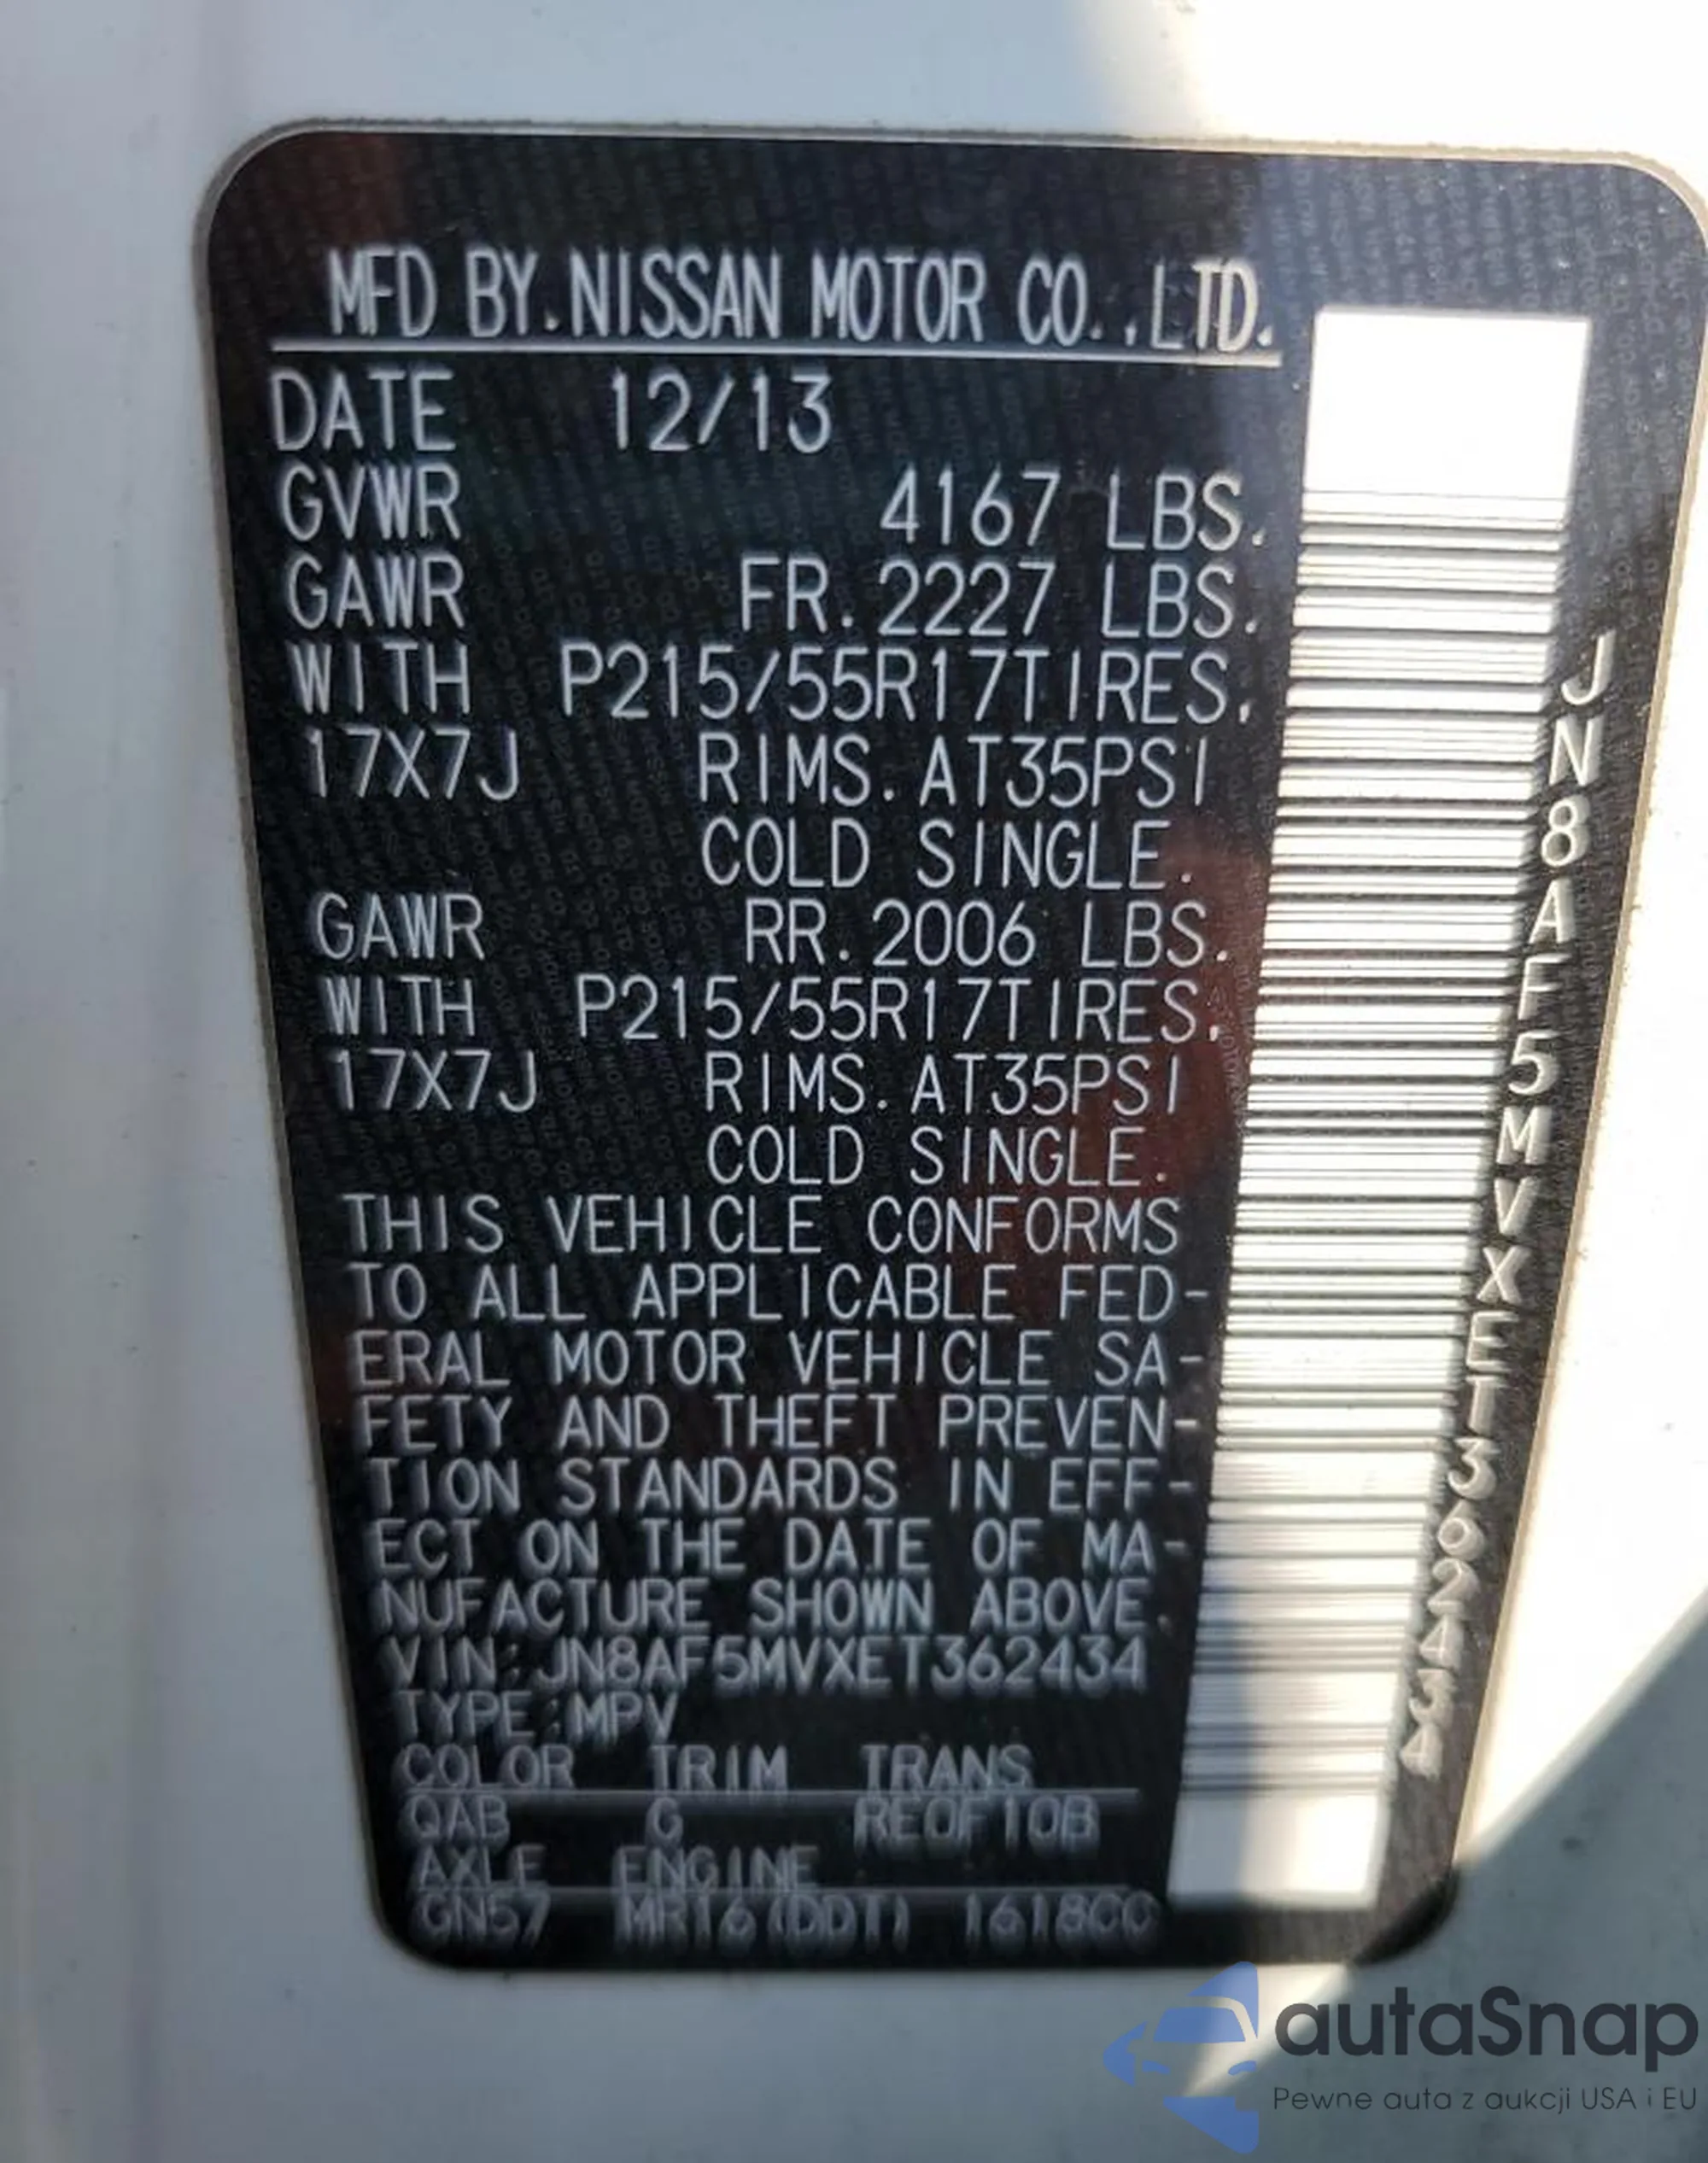 MFD BY.NISSAN MOTOR CO.,LTD.
DATE 12/13
GVWR 4167 LBS.
GAWR FR.2227 LBS.
WITH P215/55R17TIRES,
17X7J RIMS.AT35PSI
COLD SINGLE.
GAWR RR.2006 LBS.
WITH P215/55R17TIRES,
17X7J RIMS.AT35PSI
COLD SINGLE.
THIS VEHICLE CONFORMS
TO ALL APPLICABLE FED-
ERAL MOTOR VEHICLE SA-
FETY AND THEFT PREVEN-
TION STANDARDS IN EFF-
ECT ON THE DATE OF MA-
NUFACTURE SHOWN ABOVE.
VIN:JN8AF5MVXET362434
TYPE:MPV
COLOR TRIM TRANS
QAB G RE0F10B
AXLE ENGINE
GN57 MR16(DDT) 1618CC
JN8AF5MVXET362434
autaSnap
Pewne auta z aukcji USA i EU